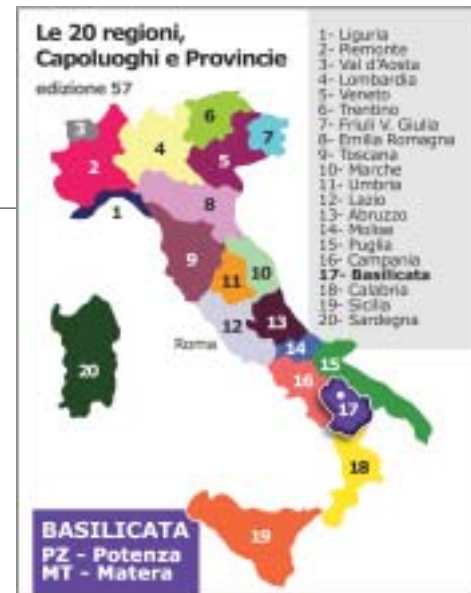 Le 20 regioni,
Capoluoghi e Provincie
edizione 57
1- Liguria
2- Piemonte
3- Val d'Aosta
4- Lombardia
5- Veneto
6- Trentino
7- Friuli V. Giulia
8- Emilia Romagna
9- Toscana
10- Marche
11- Umbria
12- Lazio
13- Abruzzo
14- Molise
15- Puglia
16- Campania
17- Basilicata
18- Calabria
19- Sicilia
20- Sardegna
3
6
4
7
5
2
8
1
9
10
11
12
13
Roma
14
15
16
20
17
18
19
BASILICATA
PZ - Potenza
MT - Matera